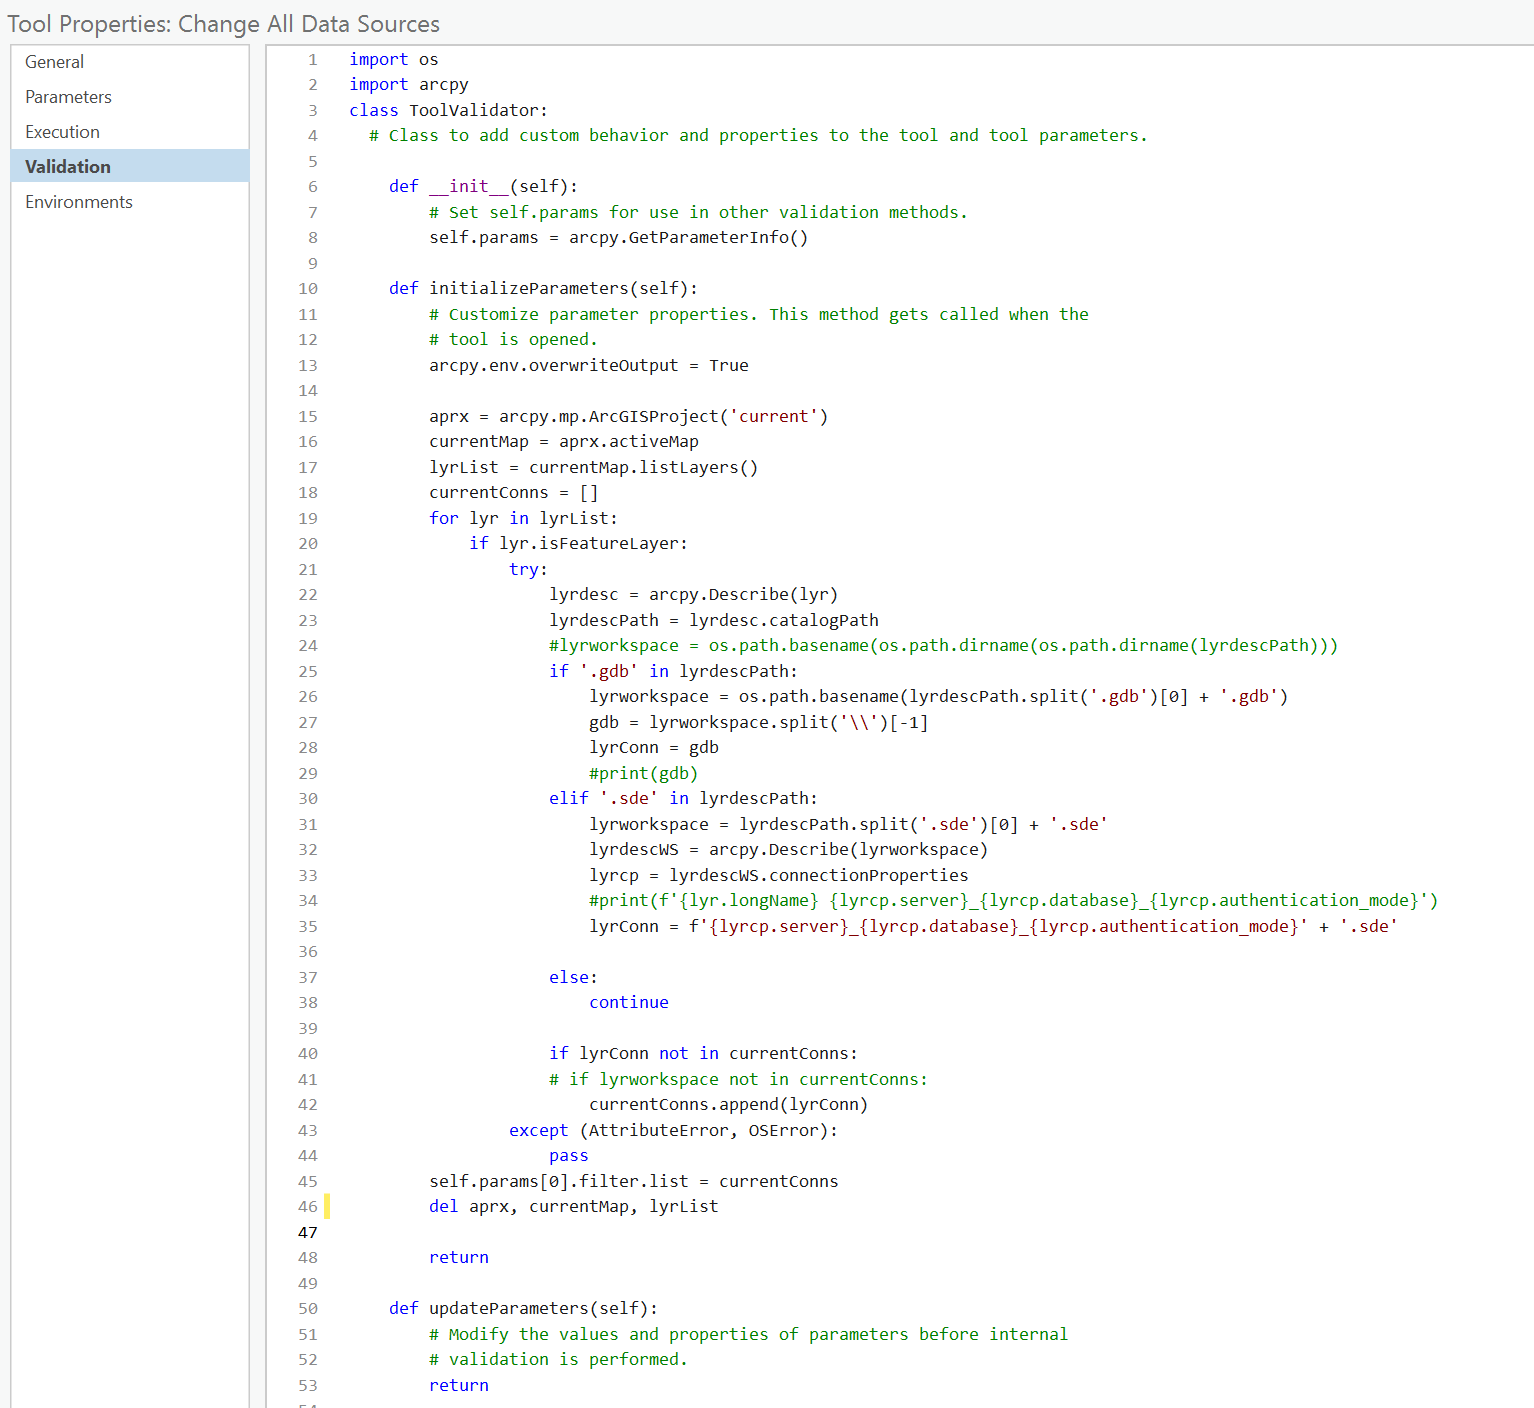 Tool Properties: Change All Data Sources
General
Parameters
Execution
Validation
Environments
1 import os
2 import arcpy
3 class ToolValidator:
4   # Class to add custom behavior and properties to the tool and tool parameters.
5
6     def __init__(self):
7         # Set self.params for use in other validation methods.
8         self.params = arcpy.GetParameterInfo()
9
10     def initializeParameters(self):
11         # Customize parameter properties. This method gets called when the
12         # tool is opened.
13         arcpy.env.overwriteOutput = True
14
15         aprx = arcpy.mp.ArcGISProject('current')
16         currentMap = aprx.activeMap
17         lyrList = currentMap.listLayers()
18         currentConns = []
19         for lyr in lyrList:
20             if lyr.isFeatureLayer:
21                 try:
22                     lyrdesc = arcpy.Describe(lyr)
23                     lyrdescPath = lyrdesc.catalogPath
24                     #lyrworkspace = os.path.basename(os.path.dirname(os.path.dirname(lyrdescPath)))
25                     if '.gdb' in lyrdescPath:
26                         lyrworkspace = os.path.basename(lyrdescPath.split('.gdb')[0] + '.gdb')
27                         gdb = lyrworkspace.split('\\')[-1]
28                         lyrConn = gdb
29                         #print(gdb)
30                     elif '.sde' in lyrdescPath:
31                         lyrworkspace = lyrdescPath.split('.sde')[0] + '.sde'
32                         lyrdescWS = arcpy.Describe(lyrworkspace)
33                         lyrcp = lyrdescWS.connectionProperties
34                         #print(f'{lyr.longName} {lyrcp.server}_{lyrcp.database}_{lyrcp.authentication_mode}')
35                         lyrConn = f'{lyrcp.server}_{lyrcp.database}_{lyrcp.authentication_mode}' + '.sde'
36
37                     else:
38                         continue
39
40                     if lyrConn not in currentConns:
41                     # if lyrworkspace not in currentConns:
42                         currentConns.append(lyrConn)
43                 except (AttributeError, OSError):
44                     pass
45         self.params[0].filter.list = currentConns
46         del aprx, currentMap, lyrList
47
48         return
49
50     def updateParameters(self):
51         # Modify the values and properties of parameters before internal
52         # validation is performed.
53         return